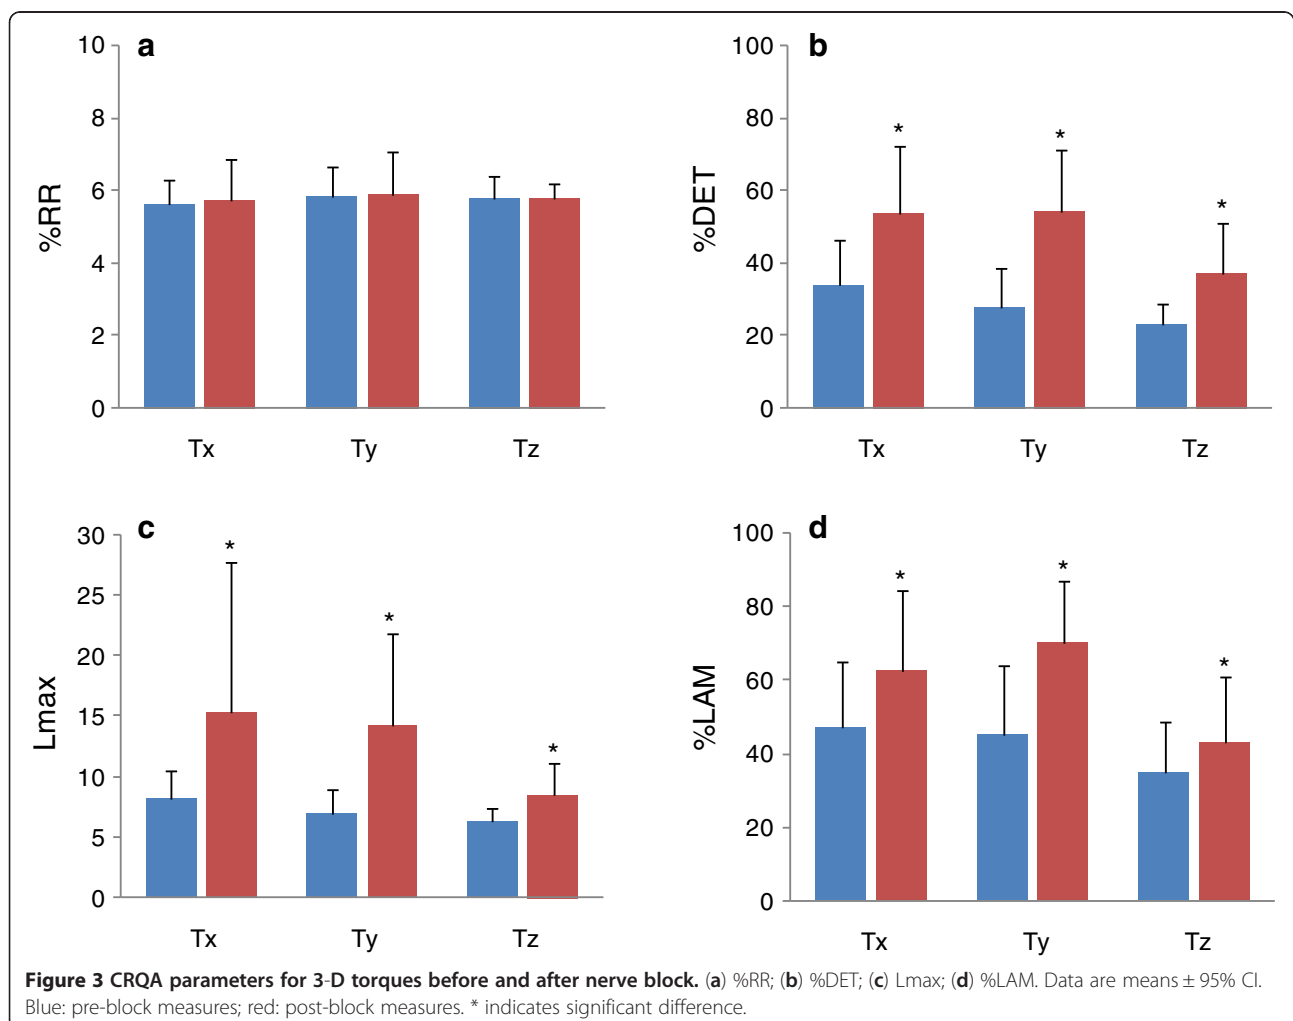 a
10
8
6
4
2
0
%RR
Tx Ty Tz
b
100
80
60
40
20
0
%DET
* * *
Tx Ty Tz
c
30
25
20
15
10
5
0
Lmax
* * *
Tx Ty Tz
d
100
80
60
40
20
0
%LAM
* * *
Tx Ty Tz
Figure 3 CRQA parameters for 3-D torques before and after nerve block. (a) %RR; (b) %DET; (c) Lmax; (d) %LAM. Data are means ± 95% CI.
Blue: pre-block measures; red: post-block measures. * indicates significant difference.